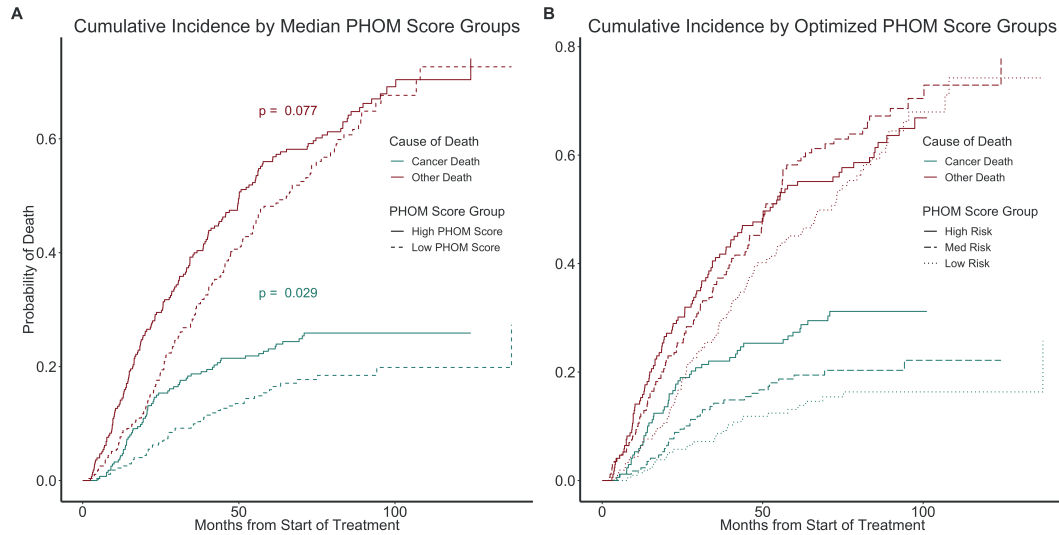 A
Cumulative Incidence by Median PHOM Score Groups
Probability of Death
0.6
0.4
0.2
0.0
p = 0.077
p = 0.029
Cause of Death
Cancer Death
Other Death
PHOM Score Group
High PHOM Score
Low PHOM Score
0
50
100
Months from Start of Treatment
B
Cumulative Incidence by Optimized PHOM Score Groups
0.8
0.6
0.4
0.2
0.0
Cause of Death
Cancer Death
Other Death
PHOM Score Group
High Risk
Med Risk
Low Risk
0
50
100
Months from Start of Treatment